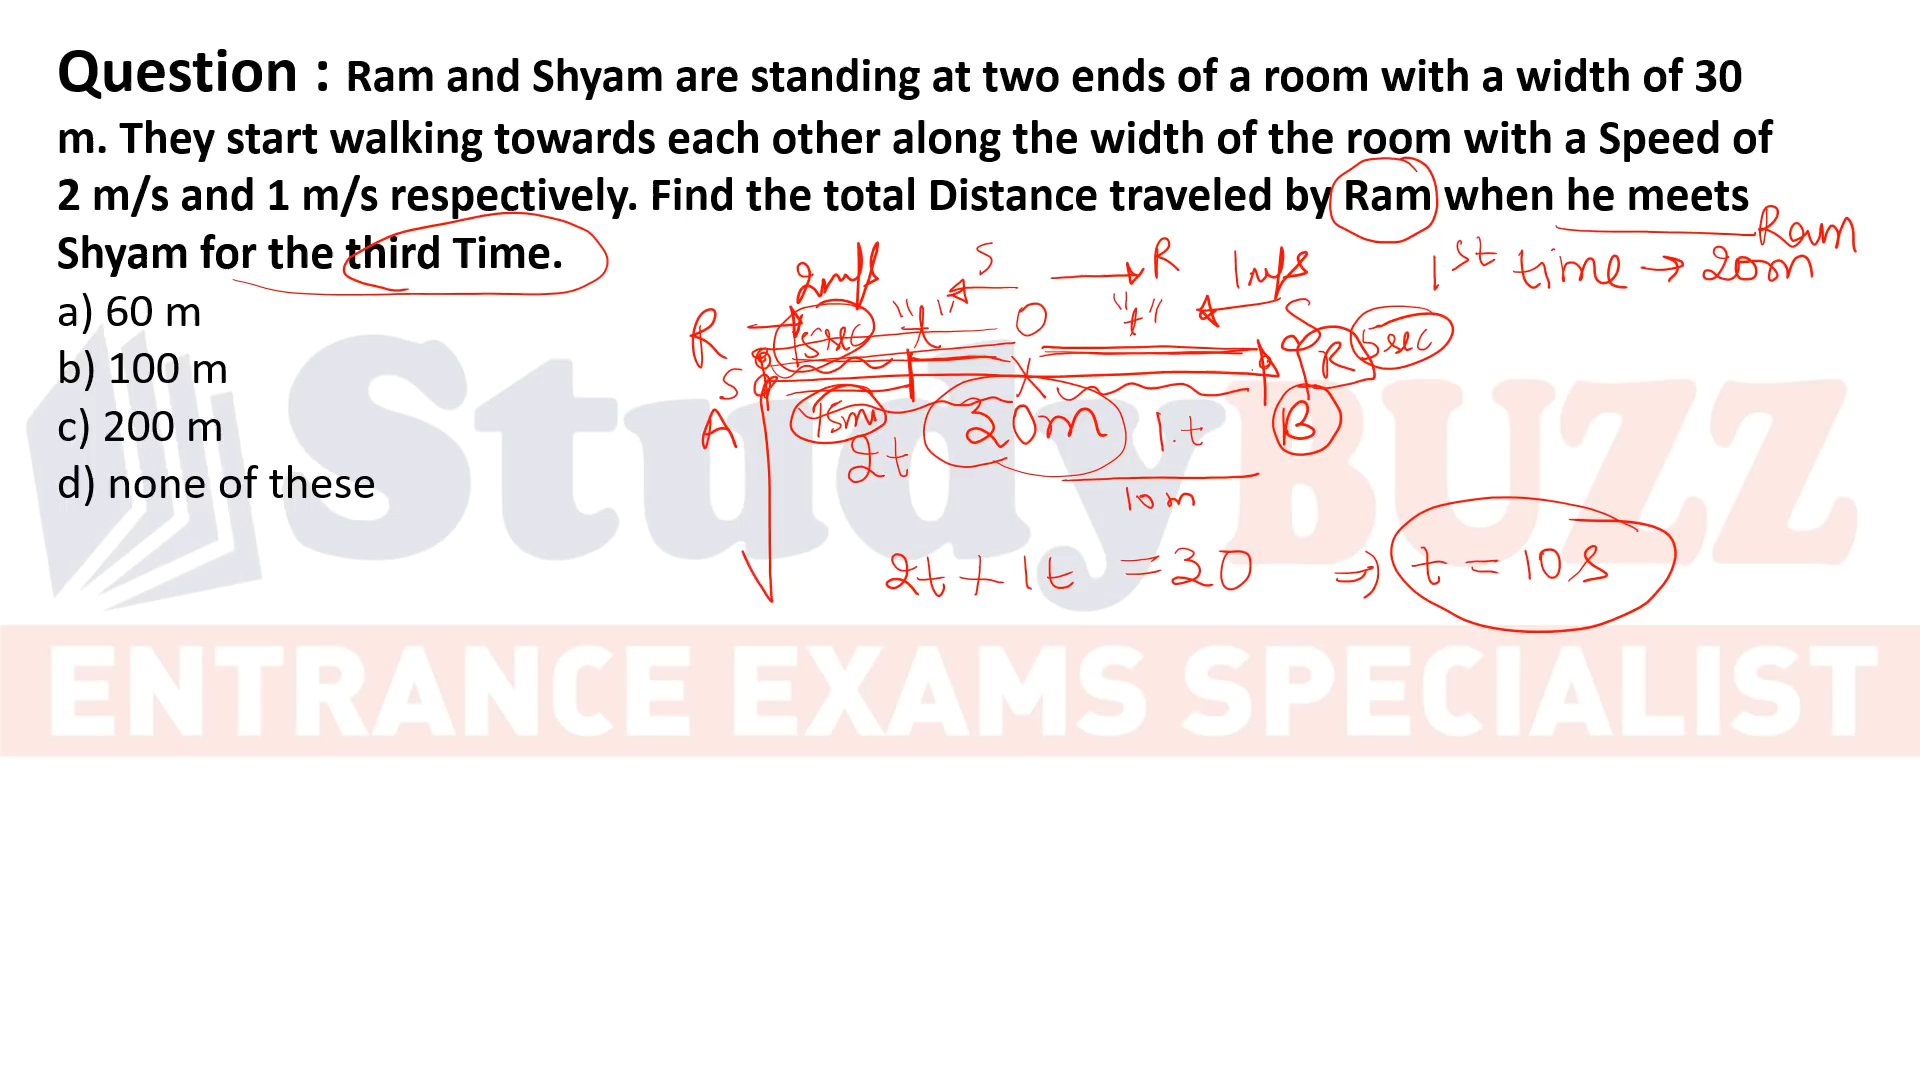 Question : Ram and Shyam are standing at two ends of a room with a width of 30
m. They start walking towards each other along the width of the room with a Speed of
2 m/s and 1 m/s respectively. Find the total Distance traveled by Ram when he meets
Shyam for the third Time.
a) 60 m
b) 100 m
c) 200 m
d) none of these
Ram
1st time → 20m
2m/s S R 1m/s
R "t" O "t" S
15sec R 5sec
S
A 15m 30m 1.t B
2t
10m
2t + 1t = 30 ⇒ t = 10s
StudyBUZZ
ENTRANCE EXAMS SPECIALIST